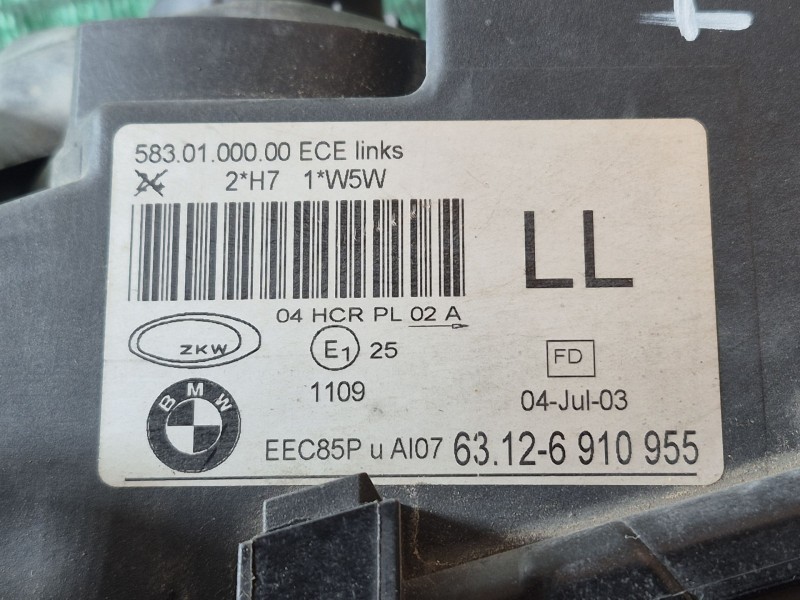 583.01.000.00 ECE links
2*H7 1*W5W
LL
04 HCR PL 02 A
ZKW
E1 25
FD
1109
04-Jul-03
BMW
EEC85P u Al07 63.12-6 910 955